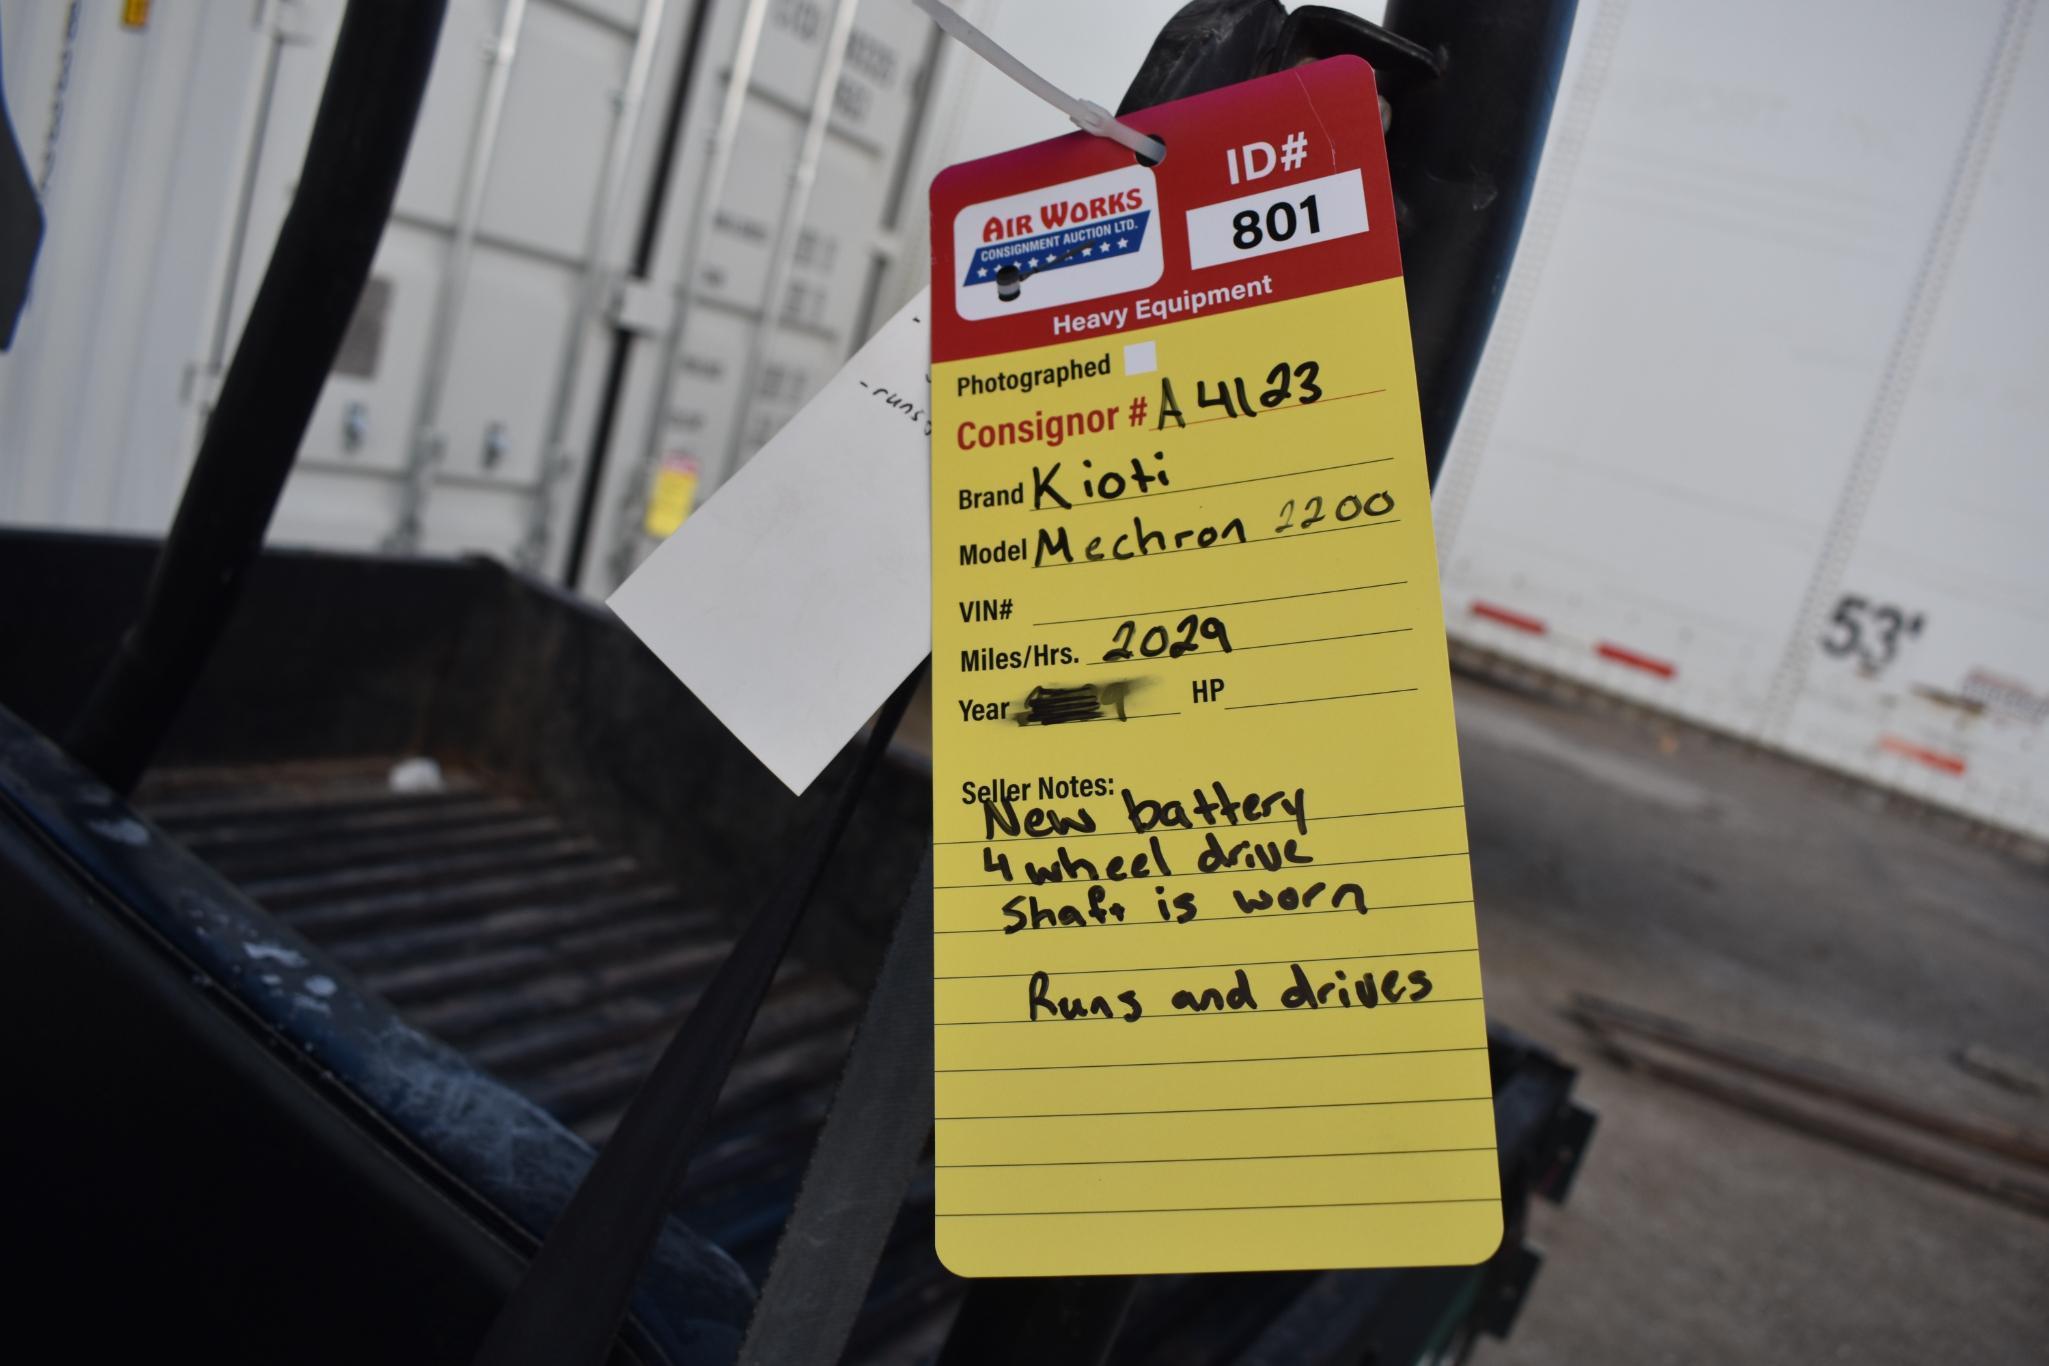 AIR WORKS
CONSIGNMENT AUCTION LTD.
ID#
801
Heavy Equipment
Photographed
Consignor # A4123
Brand Kioti
Model Mechron 2200
VIN#
Miles/Hrs. 2029
Year HP
Seller Notes:
New battery
4 wheel drive
Shaft is worn
Runs and drives
-runs
53'